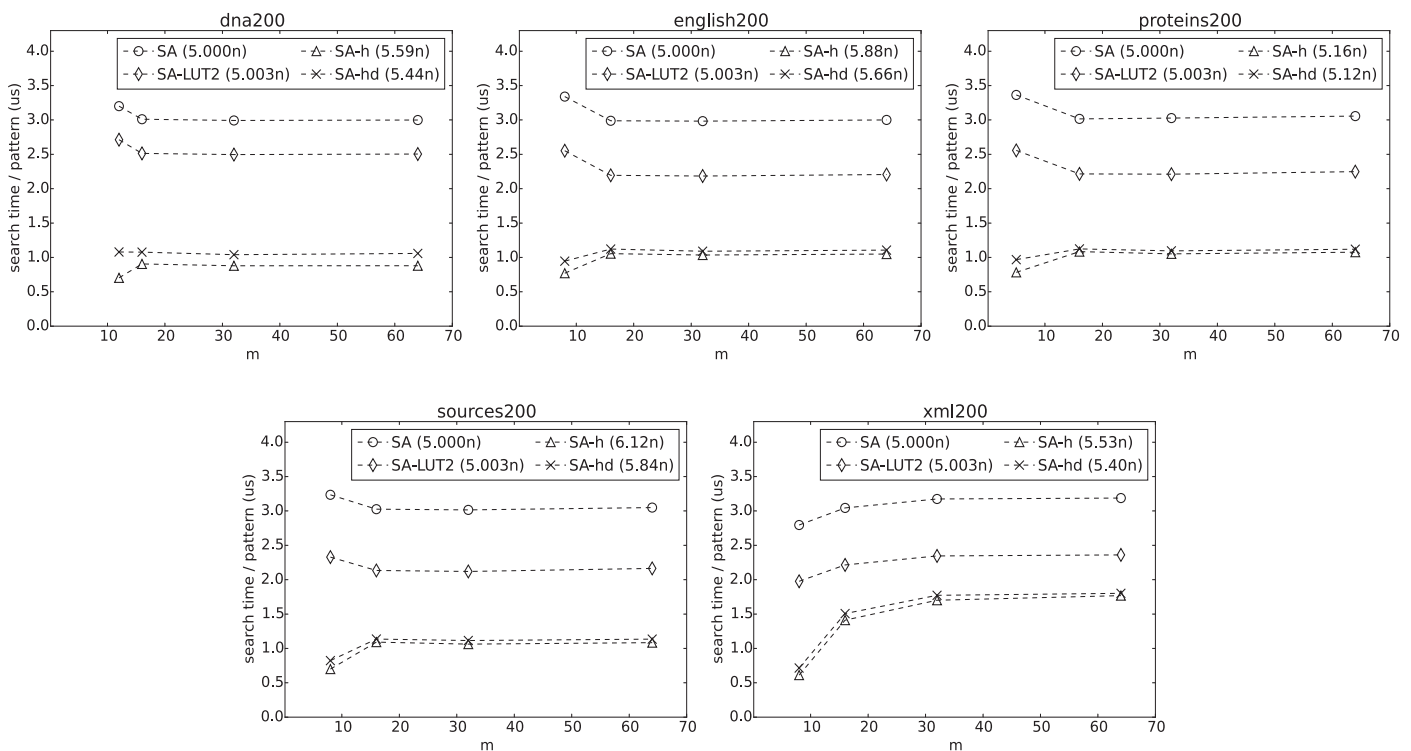 dna200
SA (5.000n) SA-h (5.59n)
SA-LUT2 (5.003n) SA-hd (5.44n)
search time / pattern (us)
4.0
3.5
3.0
2.5
2.0
1.5
1.0
0.5
0.0
10 20 30 40 50 60 70
m
english200
SA (5.000n) SA-h (5.88n)
SA-LUT2 (5.003n) SA-hd (5.66n)
search time / pattern (us)
4.0
3.5
3.0
2.5
2.0
1.5
1.0
0.5
0.0
10 20 30 40 50 60 70
m
proteins200
SA (5.000n) SA-h (5.16n)
SA-LUT2 (5.003n) SA-hd (5.12n)
search time / pattern (us)
4.0
3.5
3.0
2.5
2.0
1.5
1.0
0.5
0.0
10 20 30 40 50 60 70
m
sources200
SA (5.000n) SA-h (6.12n)
SA-LUT2 (5.003n) SA-hd (5.84n)
search time / pattern (us)
4.0
3.5
3.0
2.5
2.0
1.5
1.0
0.5
0.0
10 20 30 40 50 60 70
m
xml200
SA (5.000n) SA-h (5.53n)
SA-LUT2 (5.003n) SA-hd (5.40n)
search time / pattern (us)
4.0
3.5
3.0
2.5
2.0
1.5
1.0
0.5
0.0
10 20 30 40 50 60 70
m